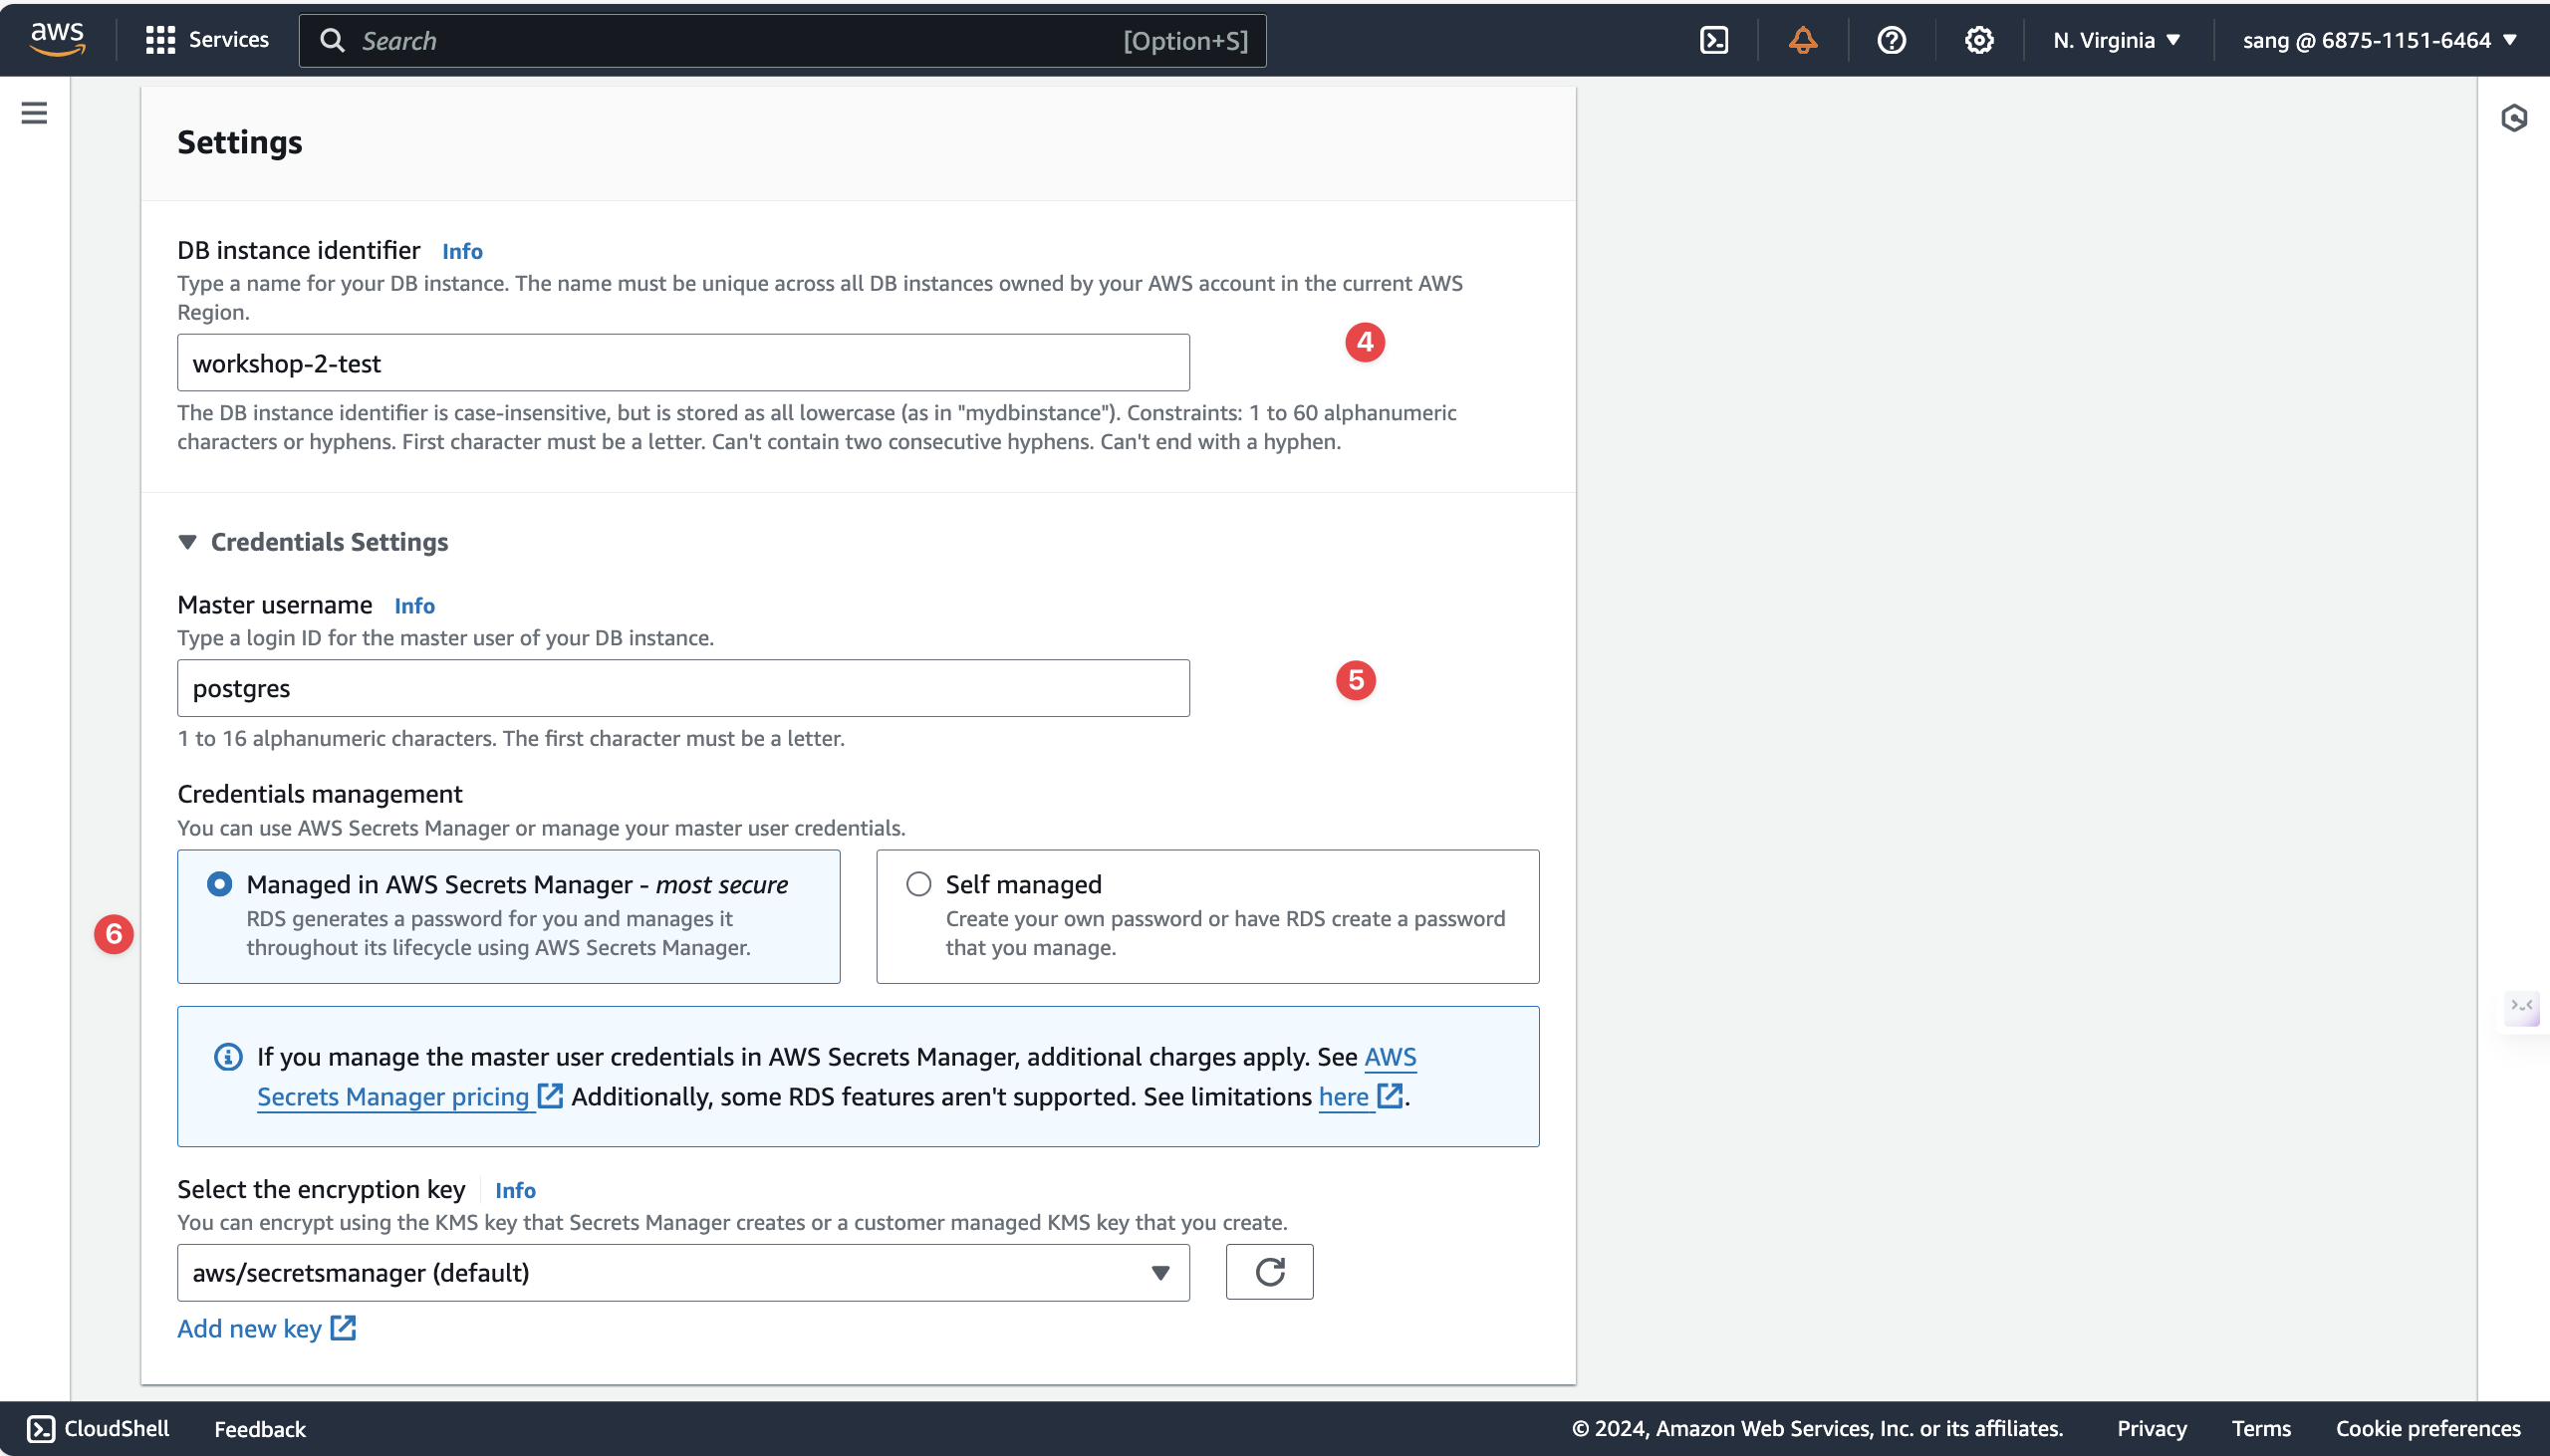 aws
Services
Search
[Option+S]
N. Virginia
sang @ 6875-1151-6464
Settings
DB instance identifier Info
Type a name for your DB instance. The name must be unique across all DB instances owned by your AWS account in the current AWS
Region.
workshop-2-test
4
The DB instance identifier is case-insensitive, but is stored as all lowercase (as in "mydbinstance"). Constraints: 1 to 60 alphanumeric
characters or hyphens. First character must be a letter. Can't contain two consecutive hyphens. Can't end with a hyphen.
Credentials Settings
Master username Info
Type a login ID for the master user of your DB instance.
postgres
5
1 to 16 alphanumeric characters. The first character must be a letter.
Credentials management
You can use AWS Secrets Manager or manage your master user credentials.
6
Managed in AWS Secrets Manager - most secure
RDS generates a password for you and manages it
throughout its lifecycle using AWS Secrets Manager.
Self managed
Create your own password or have RDS create a password
that you manage.
If you manage the master user credentials in AWS Secrets Manager, additional charges apply. See AWS
Secrets Manager pricing Additionally, some RDS features aren't supported. See limitations here .
Select the encryption key Info
You can encrypt using the KMS key that Secrets Manager creates or a customer managed KMS key that you create.
aws/secretsmanager (default)
Add new key
CloudShell
Feedback
© 2024, Amazon Web Services, Inc. or its affiliates.
Privacy
Terms
Cookie preferences